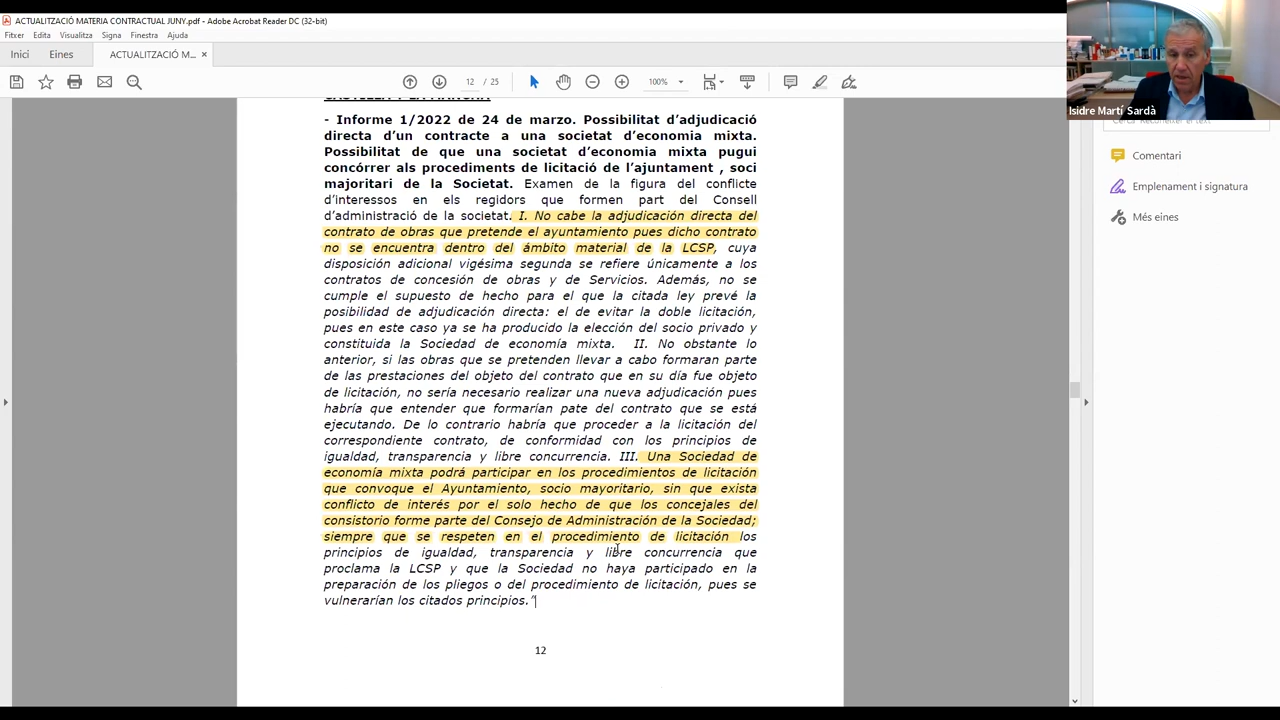 ACTUALITZACIÓ MATERIA CONTRACTUAL JUNY.pdf - Adobe Acrobat Reader DC (32-bit)
Fitxer Edita Visualitza Signa Finestra Ajuda
Inici Eines ACTUALITZACIÓ M... ×
12 / 25 100%
Isidre Martí Sardà
Comentari
Emplenament i signatura
Més eines
CASTILLA Y LA MANCHA
- Informe 1/2022 de 24 de marzo. Possibilitat d'adjudicació
directa d'un contracte a una societat d'economia mixta.
Possibilitat de que una societat d'economia mixta pugui
concórrer als procediments de licitació de l'ajuntament , soci
majoritari de la Societat. Examen de la figura del conflicte
d'interessos en els regidors que formen part del Consell
d'administració de la societat. I. No cabe la adjudicación directa del
contrato de obras que pretende el ayuntamiento pues dicho contrato
no se encuentra dentro del ámbito material de la LCSP, cuya
disposición adicional vigésima segunda se refiere únicamente a los
contratos de concesión de obras y de Servicios. Además, no se
cumple el supuesto de hecho para el que la citada ley prevé la
posibilidad de adjudicación directa: el de evitar la doble licitación,
pues en este caso ya se ha producido la elección del socio privado y
constituida la Sociedad de economía mixta. II. No obstante lo
anterior, si las obras que se pretenden llevar a cabo formaran parte
de las prestaciones del objeto del contrato que en su día fue objeto
de licitación, no sería necesario realizar una nueva adjudicación pues
habría que entender que formarían pate del contrato que se está
ejecutando. De lo contrario habría que proceder a la licitación del
correspondiente contrato, de conformidad con los principios de
igualdad, transparencia y libre concurrencia. III. Una Sociedad de
economía mixta podrá participar en los procedimientos de licitación
que convoque el Ayuntamiento, socio mayoritario, sin que exista
conflicto de interés por el solo hecho de que los concejales del
consistorio forme parte del Consejo de Administración de la Sociedad;
siempre que se respeten en el procedimiento de licitación los
principios de igualdad, transparencia y libre concurrencia que
proclama la LCSP y que la Sociedad no haya participado en la
preparación de los pliegos o del procedimiento de licitación, pues se
vulnerarían los citados principios.”
12